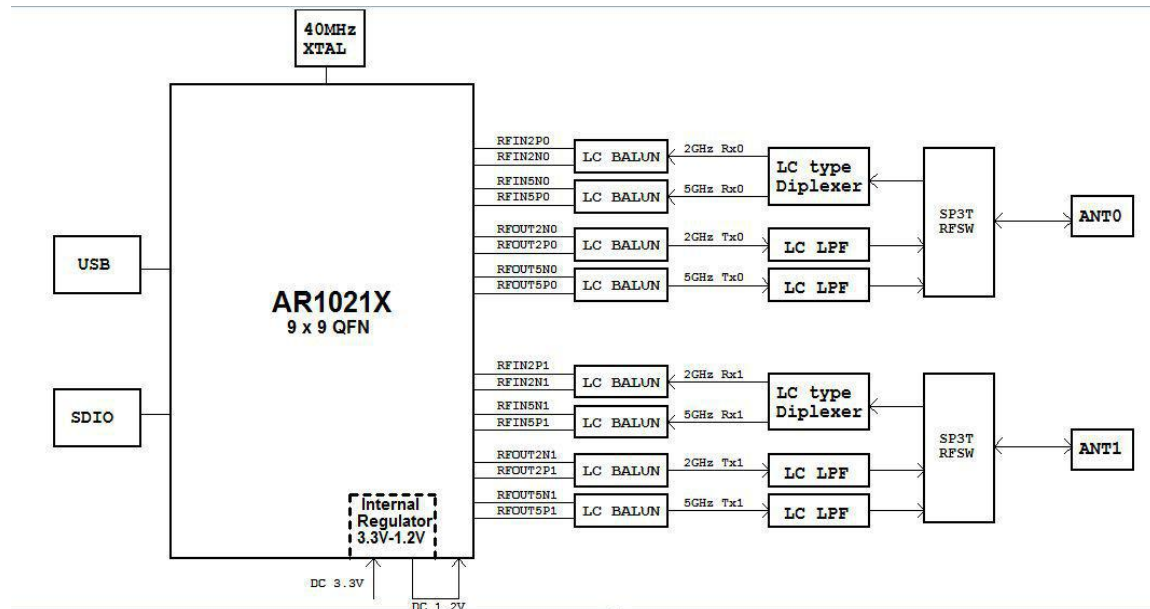 40MHz
XTAL
RFIN2P0
RFIN2N0
LC BALUN
2GHz Rx0
LC type
Diplexer
RFIN5N0
RFIN5P0
LC BALUN
5GHz Rx0
SP3T
RFSW
ANT0
RFOUT2N0
RFOUT2P0
LC BALUN
2GHz Tx0
LC LPF
RFOUT5N0
RFOUT5P0
LC BALUN
5GHz Tx0
LC LPF
USB
AR1021X
9 x 9 QFN
SDIO
RFIN2P1
RFIN2N1
LC BALUN
2GHz Rx1
LC type
Diplexer
RFIN5N1
RFIN5P1
LC BALUN
5GHz Rx1
SP3T
RFSW
ANT1
RFOUT2N1
RFOUT2P1
LC BALUN
2GHz Tx1
LC LPF
RFOUT5N1
RFOUT5P1
LC BALUN
5GHz Tx1
LC LPF
Internal
Regulator
3.3V-1.2V
DC 3.3V
DC 1.2V